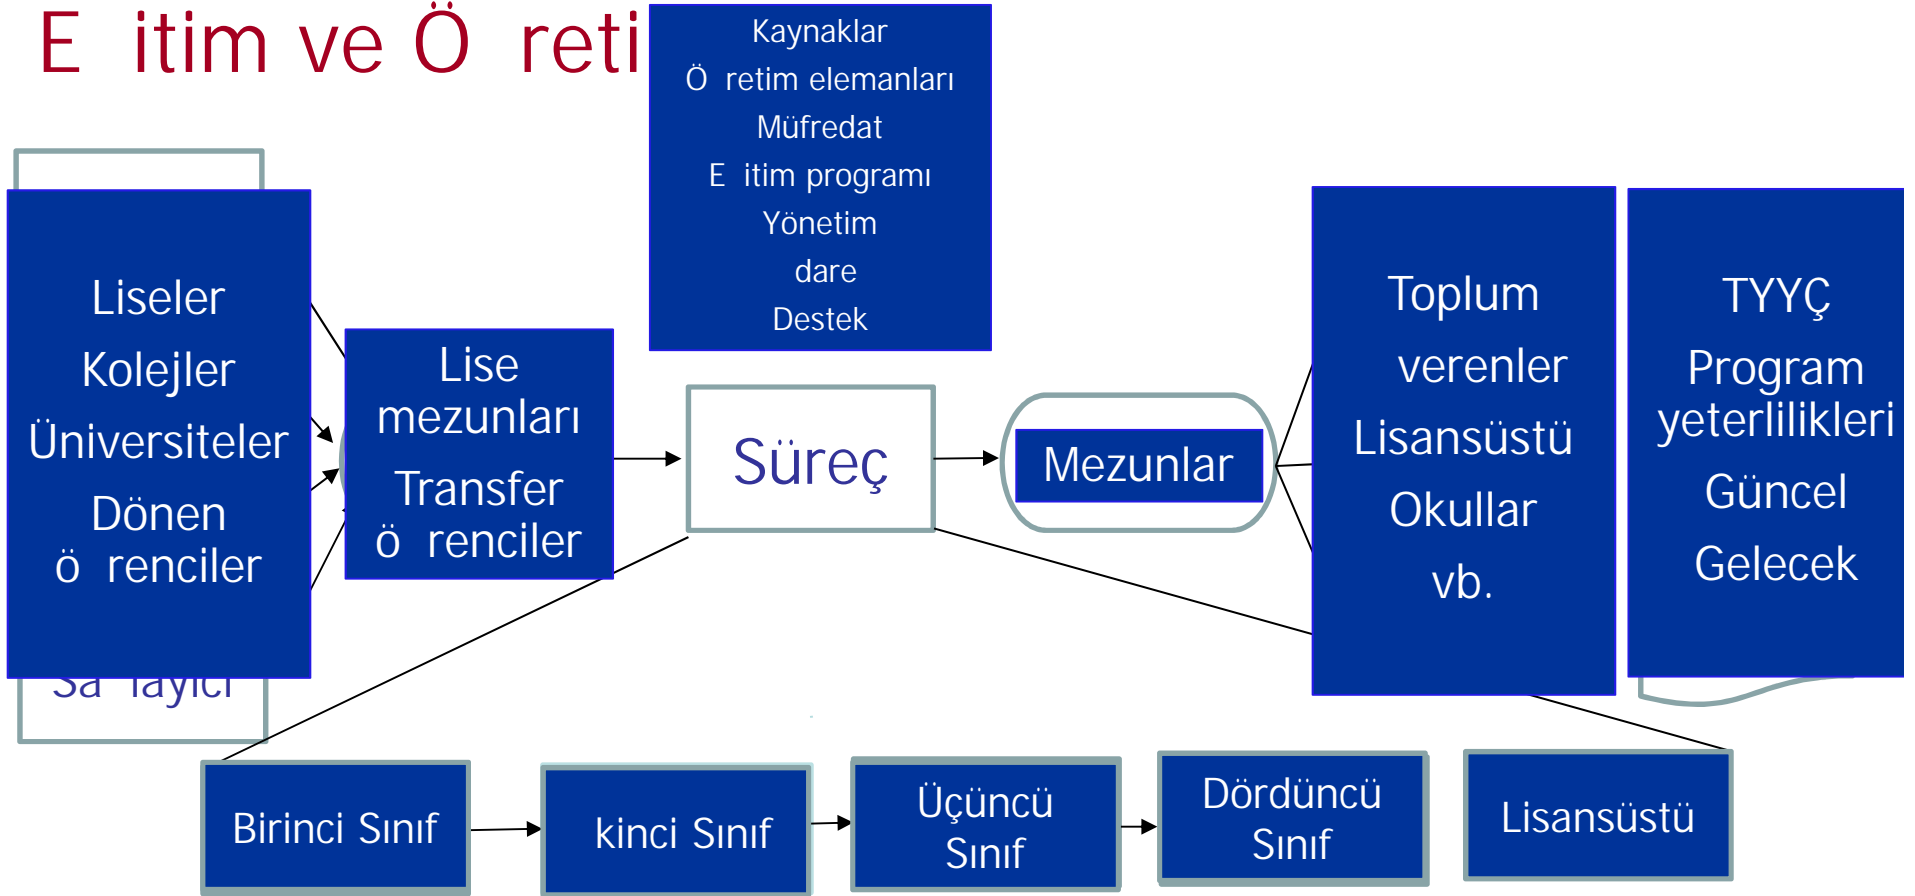 E itim ve Ö reti
Kaynaklar
Ö retim elemanları
Müfredat
E itim programı
Yönetim
dare
Destek
Liseler
Kolejler
Üniversiteler
Dönen
ö renciler
Sa layıcı
Lise
mezunları
Transfer
ö renciler
Süreç
Mezunlar
Toplum
verenler
Lisansüstü
Okullar
vb.
TYYÇ
Program
yeterlilikleri
Güncel
Gelecek
Birinci Sınıf
kinci Sınıf
Üçüncü
Sınıf
Dördüncü
Sınıf
Lisansüstü